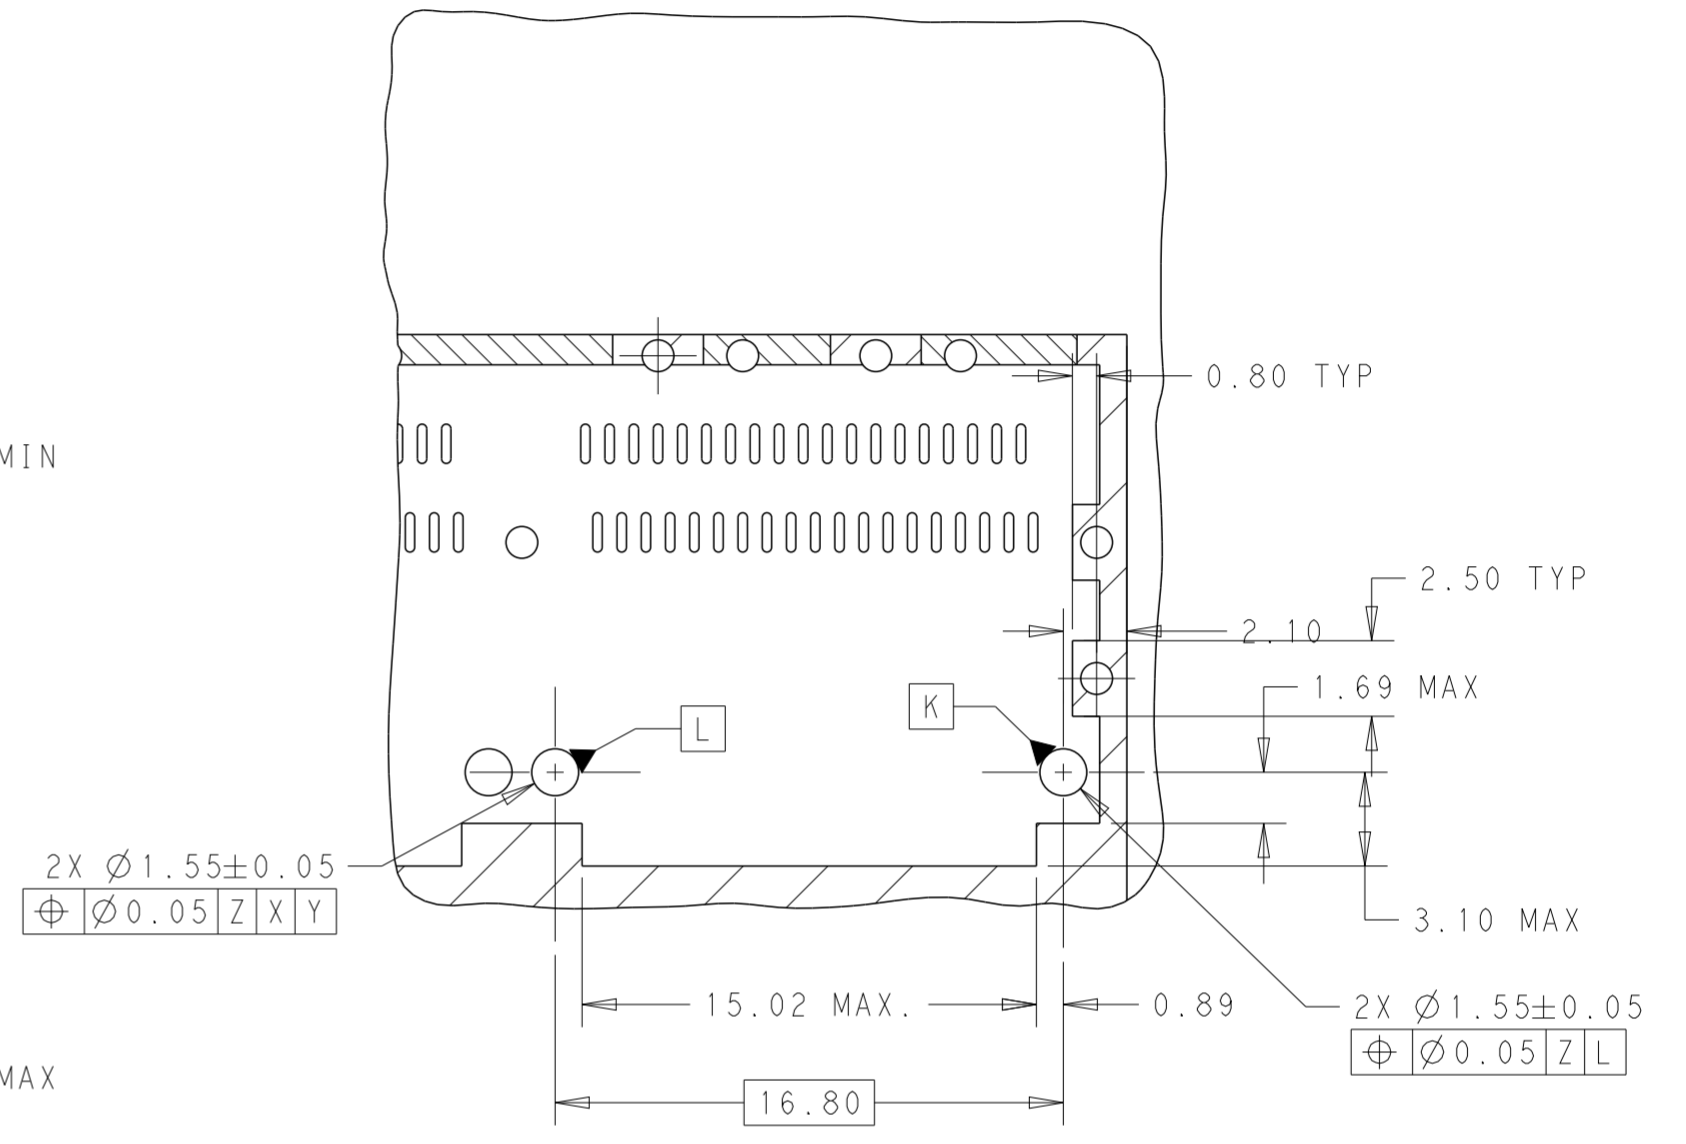 0.80 TYP
MIN
2.50 TYP
2.10
1.69 MAX
K
L
2X ∅1.55±0.05
⌖ ∅0.05 Z X Y
3.10 MAX
15.02 MAX.
0.89
2X ∅1.55±0.05
⌖ ∅0.05 Z L
MAX
16.80